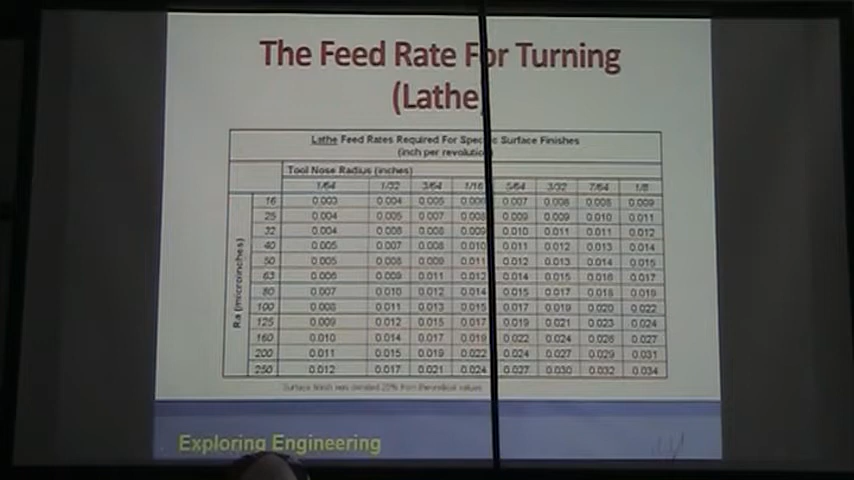 The Feed Rate For Turning
(Lathe)
Lathe Feed Rates Required For Specific Surface Finishes
(inch per revolution)
Tool Nose Radius (inches)
1/64 1/32 3/64 1/16 5/64 3/32 7/64 1/8
Ra (microinches)
16 0.003 0.004 0.005 0.006 0.007 0.008 0.008 0.009
25 0.004 0.005 0.007 0.008 0.009 0.009 0.010 0.011
32 0.004 0.006 0.008 0.009 0.010 0.011 0.011 0.012
40 0.005 0.007 0.008 0.010 0.011 0.012 0.013 0.014
50 0.005 0.008 0.009 0.011 0.012 0.013 0.014 0.015
63 0.006 0.009 0.011 0.012 0.014 0.015 0.016 0.017
80 0.007 0.010 0.012 0.014 0.015 0.017 0.018 0.019
100 0.008 0.011 0.013 0.015 0.017 0.019 0.020 0.022
125 0.009 0.012 0.015 0.017 0.019 0.021 0.023 0.024
160 0.010 0.014 0.017 0.019 0.022 0.024 0.026 0.027
200 0.011 0.015 0.019 0.022 0.024 0.027 0.029 0.031
250 0.012 0.017 0.021 0.024 0.027 0.030 0.032 0.034
Surface finish was derated 25% from theoretical values
Exploring Engineering